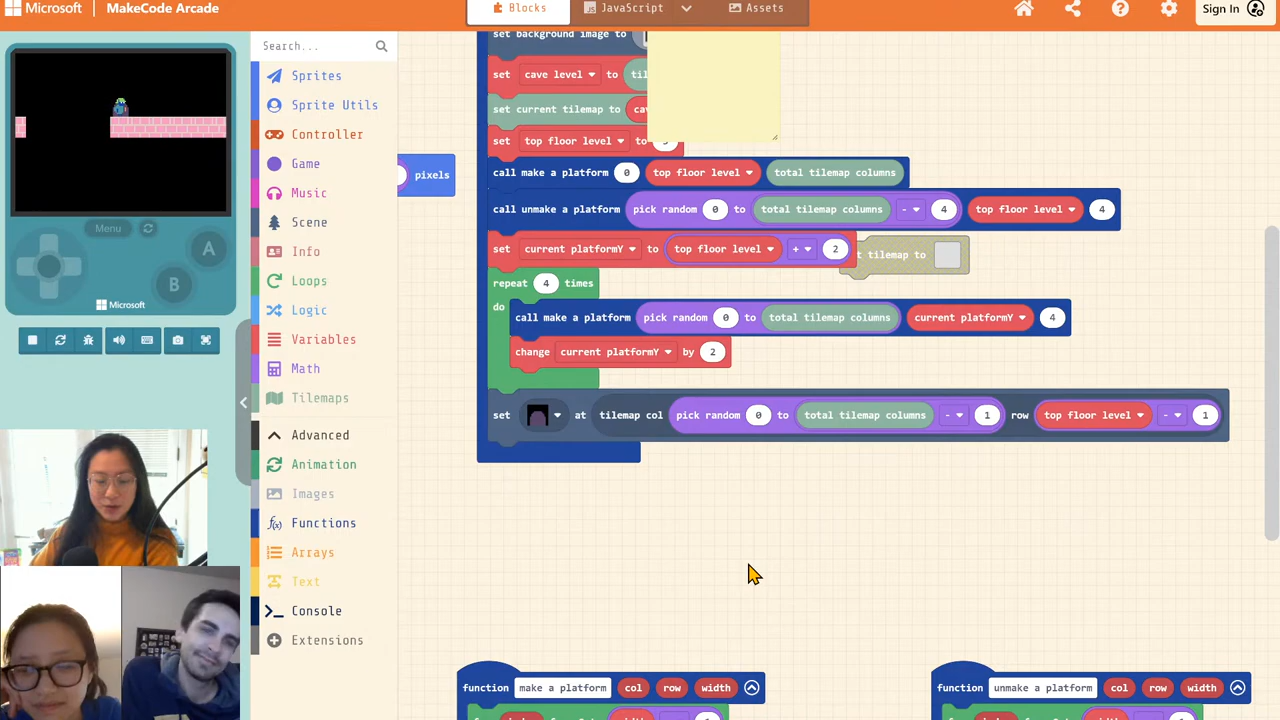 Microsoft MakeCode Arcade Blocks JavaScript Assets Sign In
Search...
Sprites
Sprite Utils
Controller
Game
Music
Scene
Info
Loops
Logic
Variables
Math
Tilemaps
Advanced
Animation
Images
Functions
Arrays
Text
Console
Extensions
Menu
A
B
Microsoft
pixels
set background image to
set cave level to
set current tilemap to
set top floor level to
call make a platform 0 top floor level total tilemap columns
call unmake a platform pick random 0 to total tilemap columns - 4 top floor level 4
set current platformY to top floor level + 2
tilemap to
repeat 4 times
do call make a platform pick random 0 to total tilemap columns current platformY 4
change current platformY by 2
set at tilemap col pick random 0 to total tilemap columns - 1 row top floor level - 1
function make a platform col row width
function unmake a platform col row width